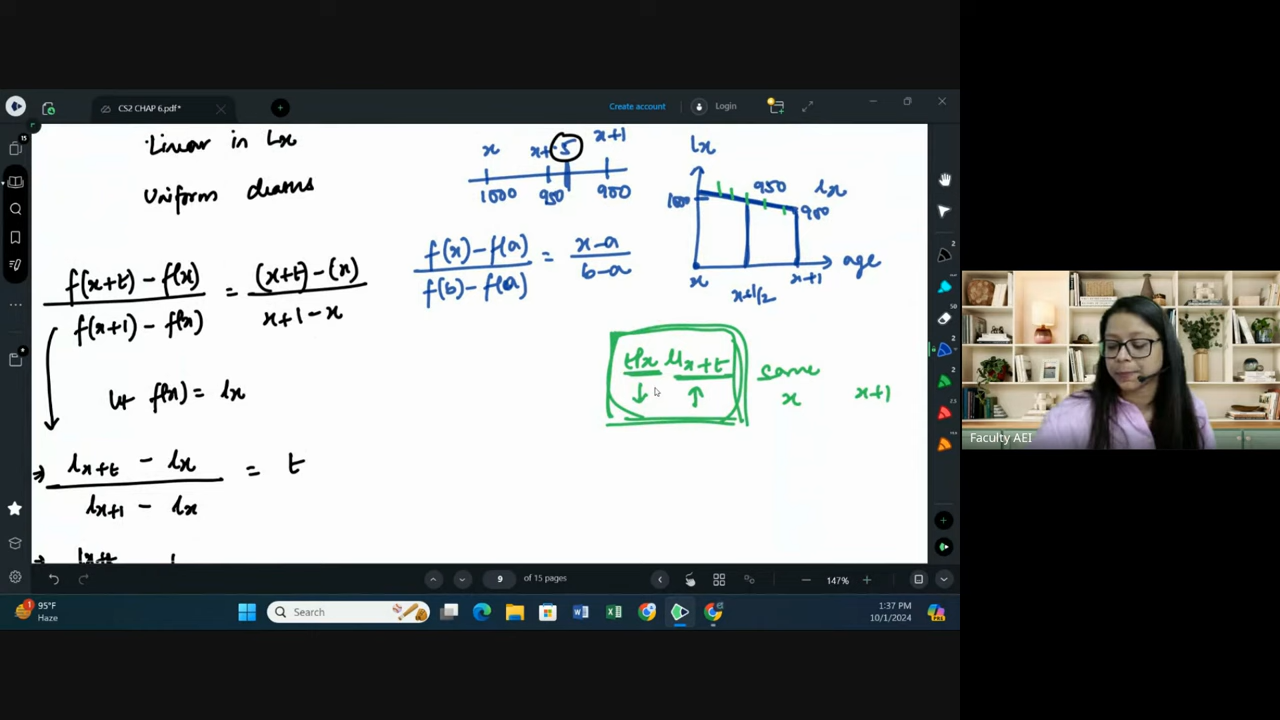 CS2 CHAP 6.pdf*
Create account
Login
Linear in lx
Uniform deaths
x x+.5 x+1
1000 950 900
lx
1000 950 lx
900
x x+1/2 x+1 age
f(x) - f(a) / f(b) - f(a) = x-a / b-a
f(x+t) - f(x) / f(x+1) - f(x) = (x+t) - (x) / x+1 - x
f(x) = lx
tPx μx+t same
↓ ↑ x x+1
⇒ lx+t - lx / lx+1 - lx = t
Faculty AEI
15
9 of 15 pages
147%
95°F
Haze
Search
1:37 PM
10/1/2024